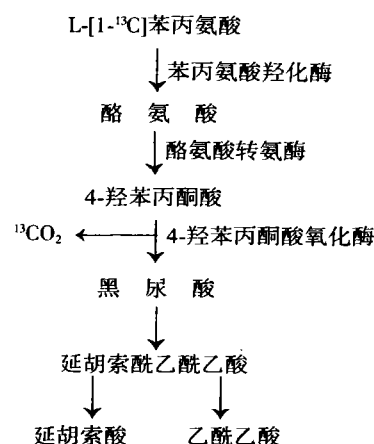 L-[1-¹³C]苯丙氨酸
苯丙氨酸羟化酶
酪 氨 酸
酪氨酸转氨酶
4-羟苯丙酮酸
¹³CO₂ 4-羟苯丙酮酸氧化酶
黑 尿 酸
延胡索酰乙酰乙酸
延胡索酸 乙酰乙酸